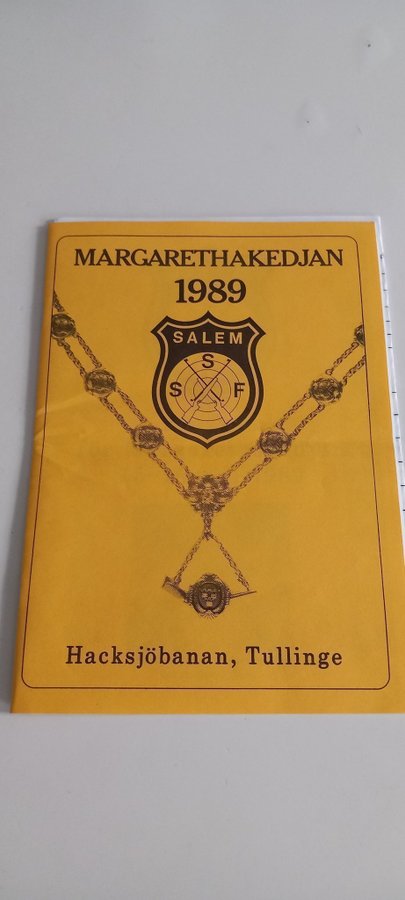 MARGARETHAKEDJAN
1989
SALEM
S
S F
Hacksjöbanan, Tullinge